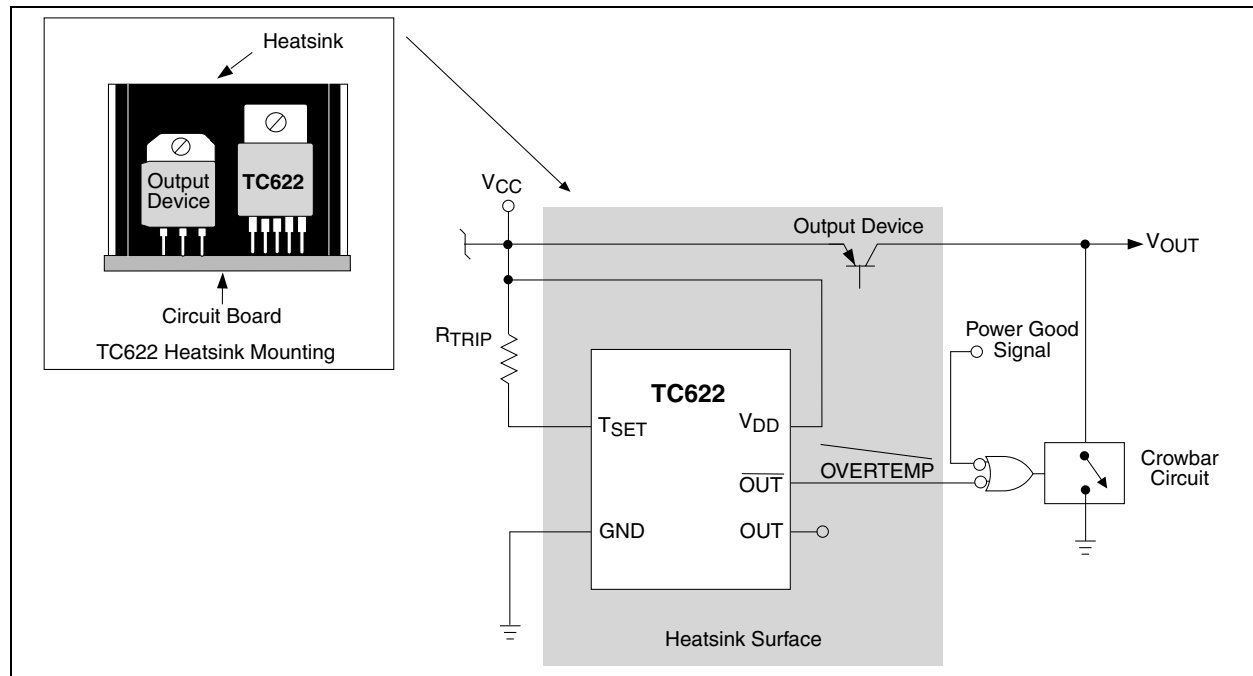 Heatsink
Output
Device
TC622
Circuit Board
TC622 Heatsink Mounting
VCC
Output Device
VOUT
RTRIP
Power Good
Signal
TC622
TSET
VDD
OVERTEMP
OUT
Crowbar
Circuit
GND
OUT
Heatsink Surface